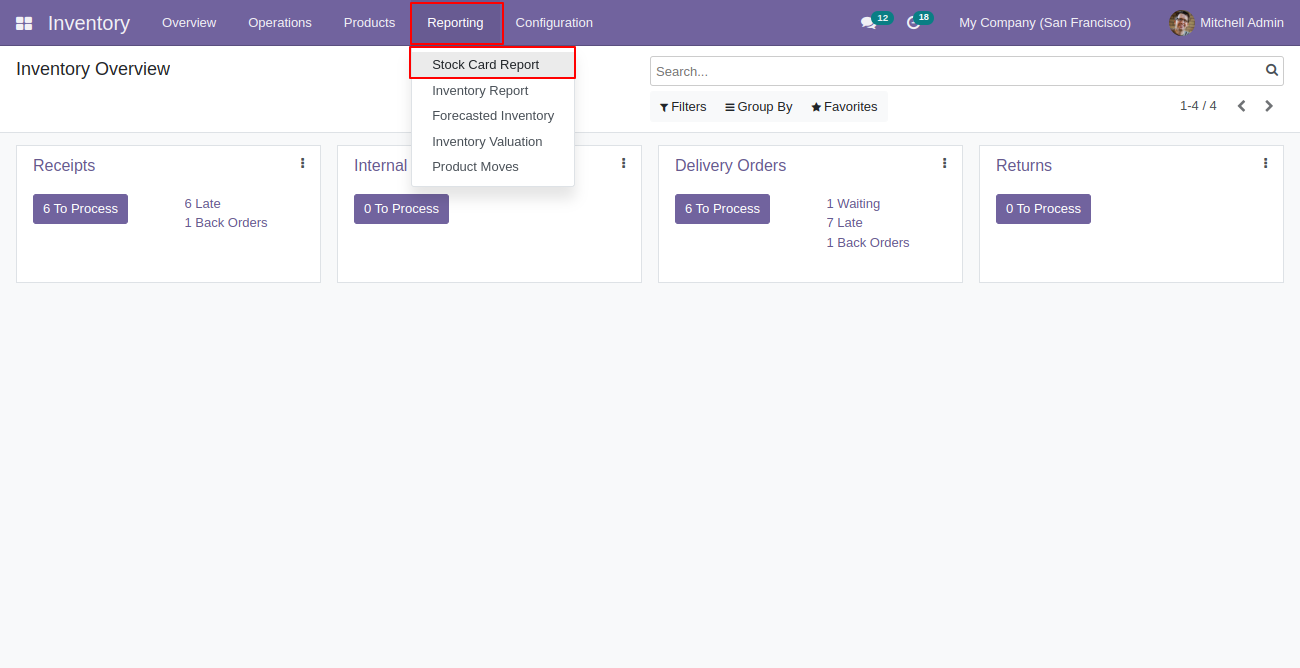 Inventory Overview Operations Products Reporting Configuration 12 18 My Company (San Francisco) Mitchell Admin
Inventory Overview
Search...
Filters Group By Favorites 1-4 / 4
Stock Card Report
Inventory Report
Forecasted Inventory
Inventory Valuation
Product Moves
Receipts
6 To Process
6 Late
1 Back Orders
Internal
0 To Process
Delivery Orders
6 To Process
1 Waiting
7 Late
1 Back Orders
Returns
0 To Process